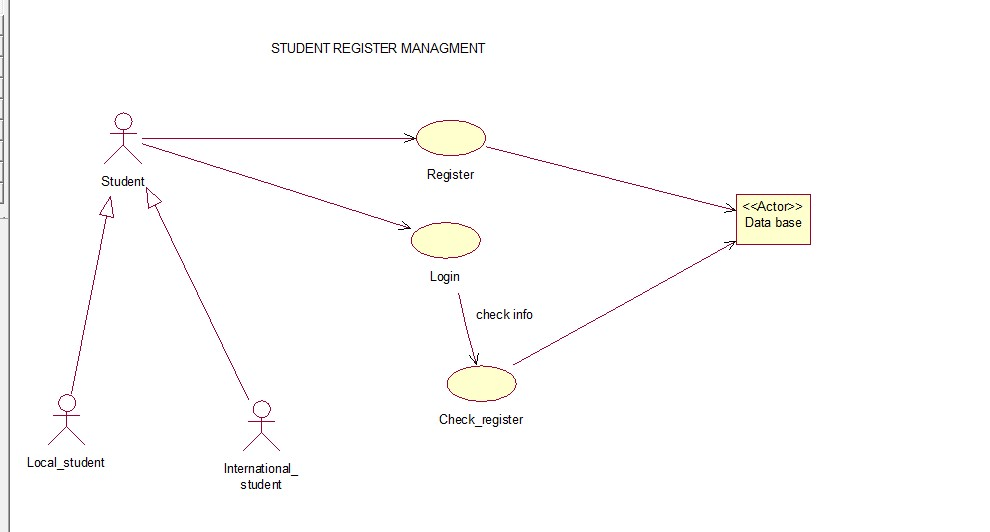 STUDENT REGISTER MANAGMENT
Student
Register
<<Actor>>
Data base
Login
check info
Check_register
Local_student
International_
student